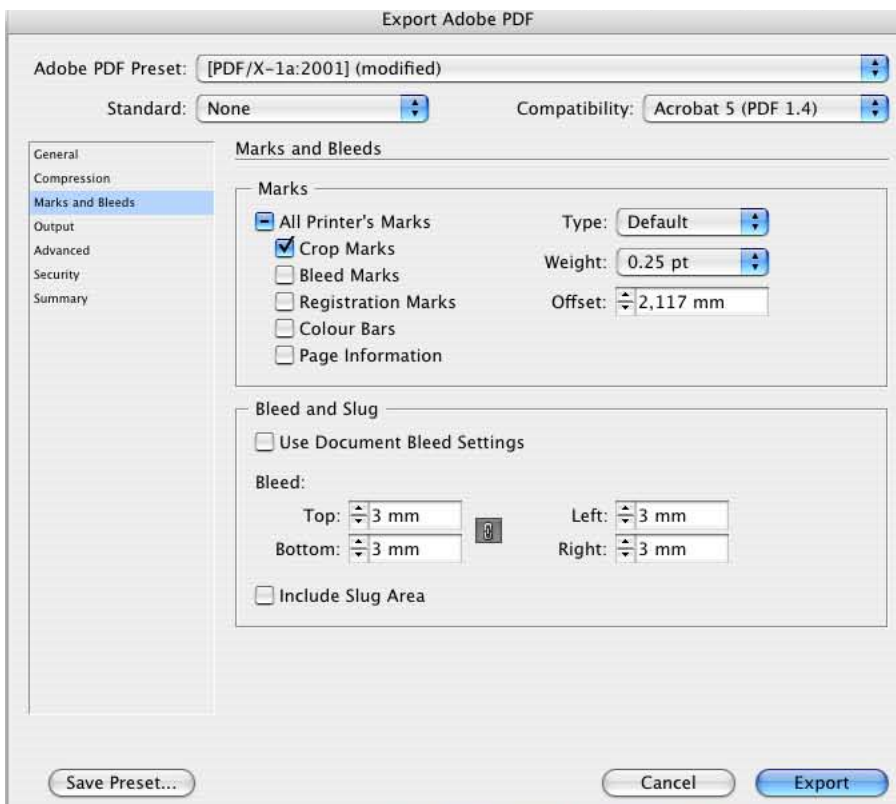 Export Adobe PDF
Adobe PDF Preset: [PDF/X-1a:2001] (modified)
Standard: None Compatibility: Acrobat 5 (PDF 1.4)
General
Compression
Marks and Bleeds
Output
Advanced
Security
Summary
Marks and Bleeds
Marks
All Printer's Marks
Crop Marks
Bleed Marks
Registration Marks
Colour Bars
Page Information
Type: Default
Weight: 0.25 pt
Offset: 2,117 mm
Bleed and Slug
Use Document Bleed Settings
Bleed:
Top: 3 mm Left: 3 mm
Bottom: 3 mm Right: 3 mm
Include Slug Area
Save Preset... Cancel Export